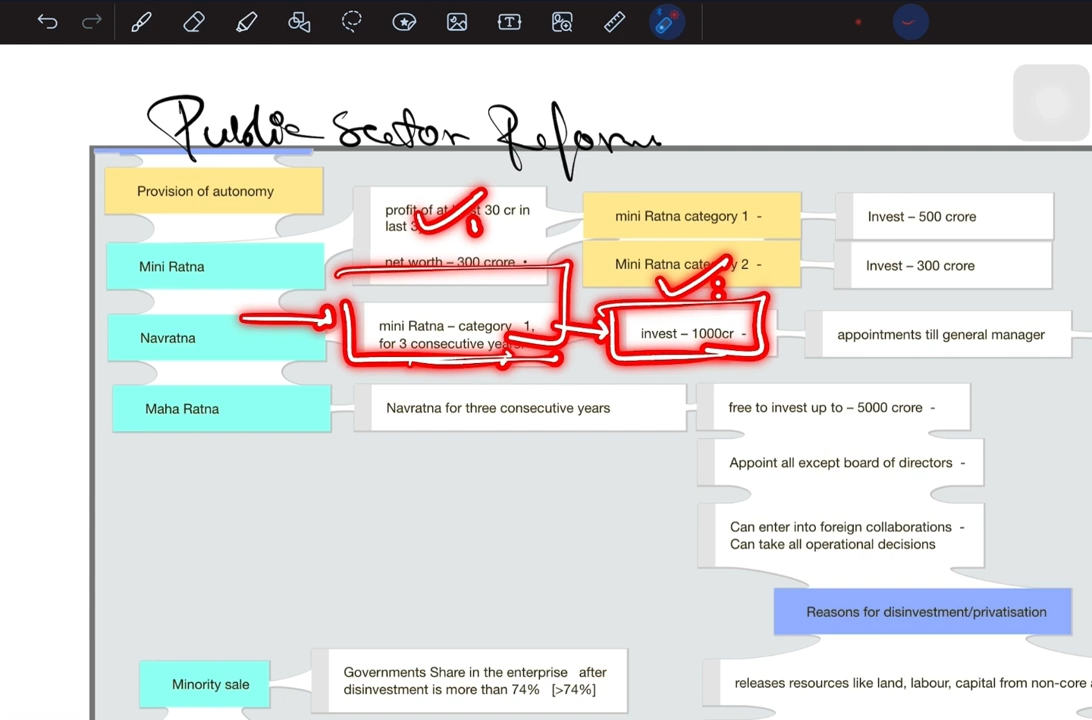 Public Sector Reform
Provision of autonomy
profit of at 30 cr in
last 3
net worth – 300 crore •
mini Ratna category 1 -
Invest – 500 crore
Mini Ratna
Mini Ratna category 2 -
Invest – 300 crore
Navratna
mini Ratna – category 1,
for 3 consecutive years
invest – 1000cr -
appointments till general manager
Maha Ratna
Navratna for three consecutive years
free to invest up to – 5000 crore -
Appoint all except board of directors -
Can enter into foreign collaborations -
Can take all operational decisions
Reasons for disinvestment/privatisation
Minority sale
Governments Share in the enterprise after
disinvestment is more than 74% [>74%]
releases resources like land, labour, capital from non-core